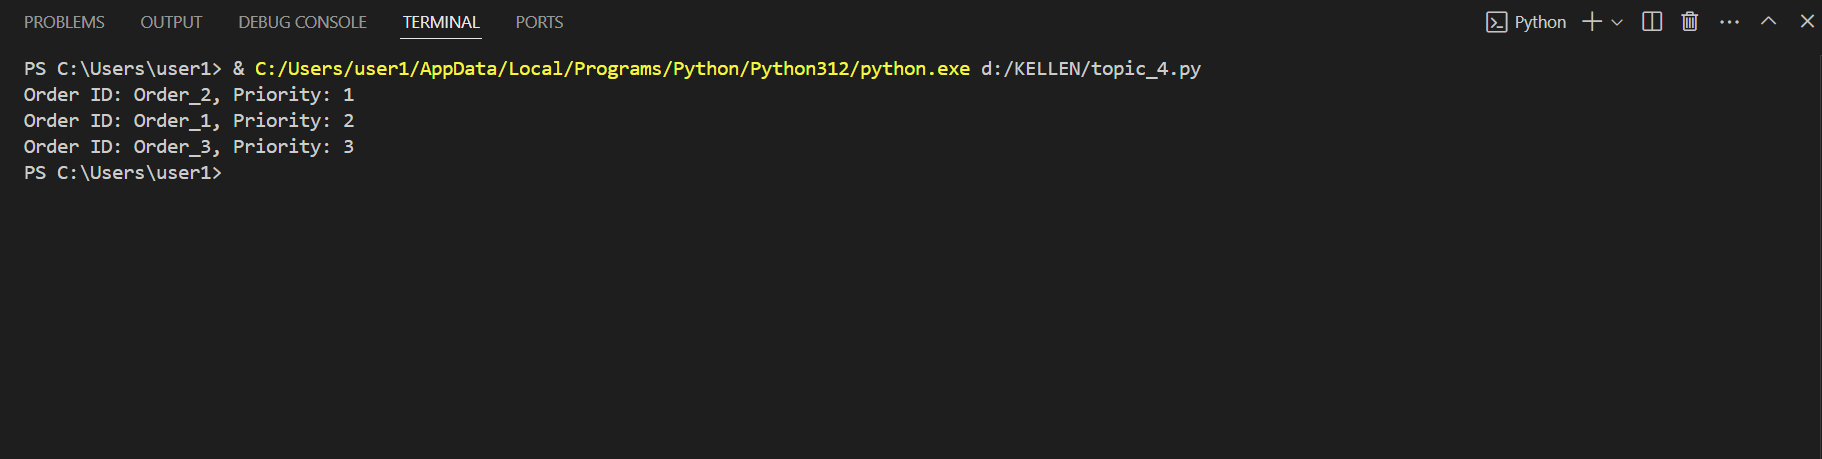 PROBLEMS OUTPUT DEBUG CONSOLE TERMINAL PORTS Python
PS C:\Users\user1> & C:/Users/user1/AppData/Local/Programs/Python/Python312/python.exe d:/KELLEN/topic_4.py
Order ID: Order_2, Priority: 1
Order ID: Order_1, Priority: 2
Order ID: Order_3, Priority: 3
PS C:\Users\user1>